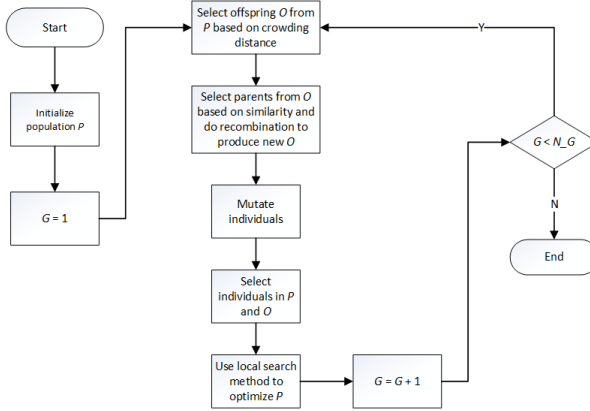 Start
Initialize
population P
G = 1
Select offspring O from
P based on crowding
distance
Select parents from O
based on similarity and
do recombination to
produce new O
Mutate
individuals
Select
individuals in P
and O
Use local search
method to
optimize P
G = G + 1
G < N_G
Y
N
End